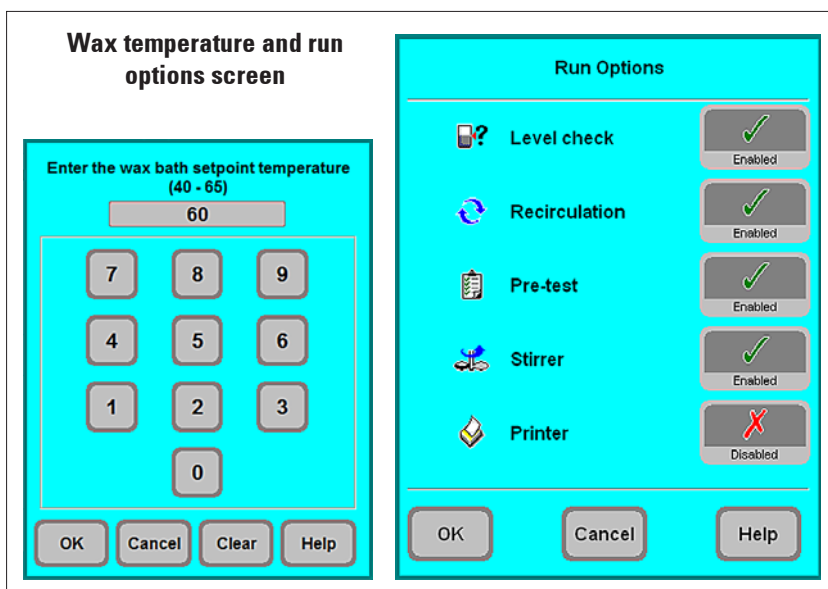 Wax temperature and run
options screen
Enter the wax bath setpoint temperature
(40 - 65)
60
7 8 9
4 5 6
1 2 3
0
OK Cancel Clear Help
Run Options
Level check Enabled
Recirculation Enabled
Pre-test Enabled
Stirrer Enabled
Printer Disabled
OK Cancel Help